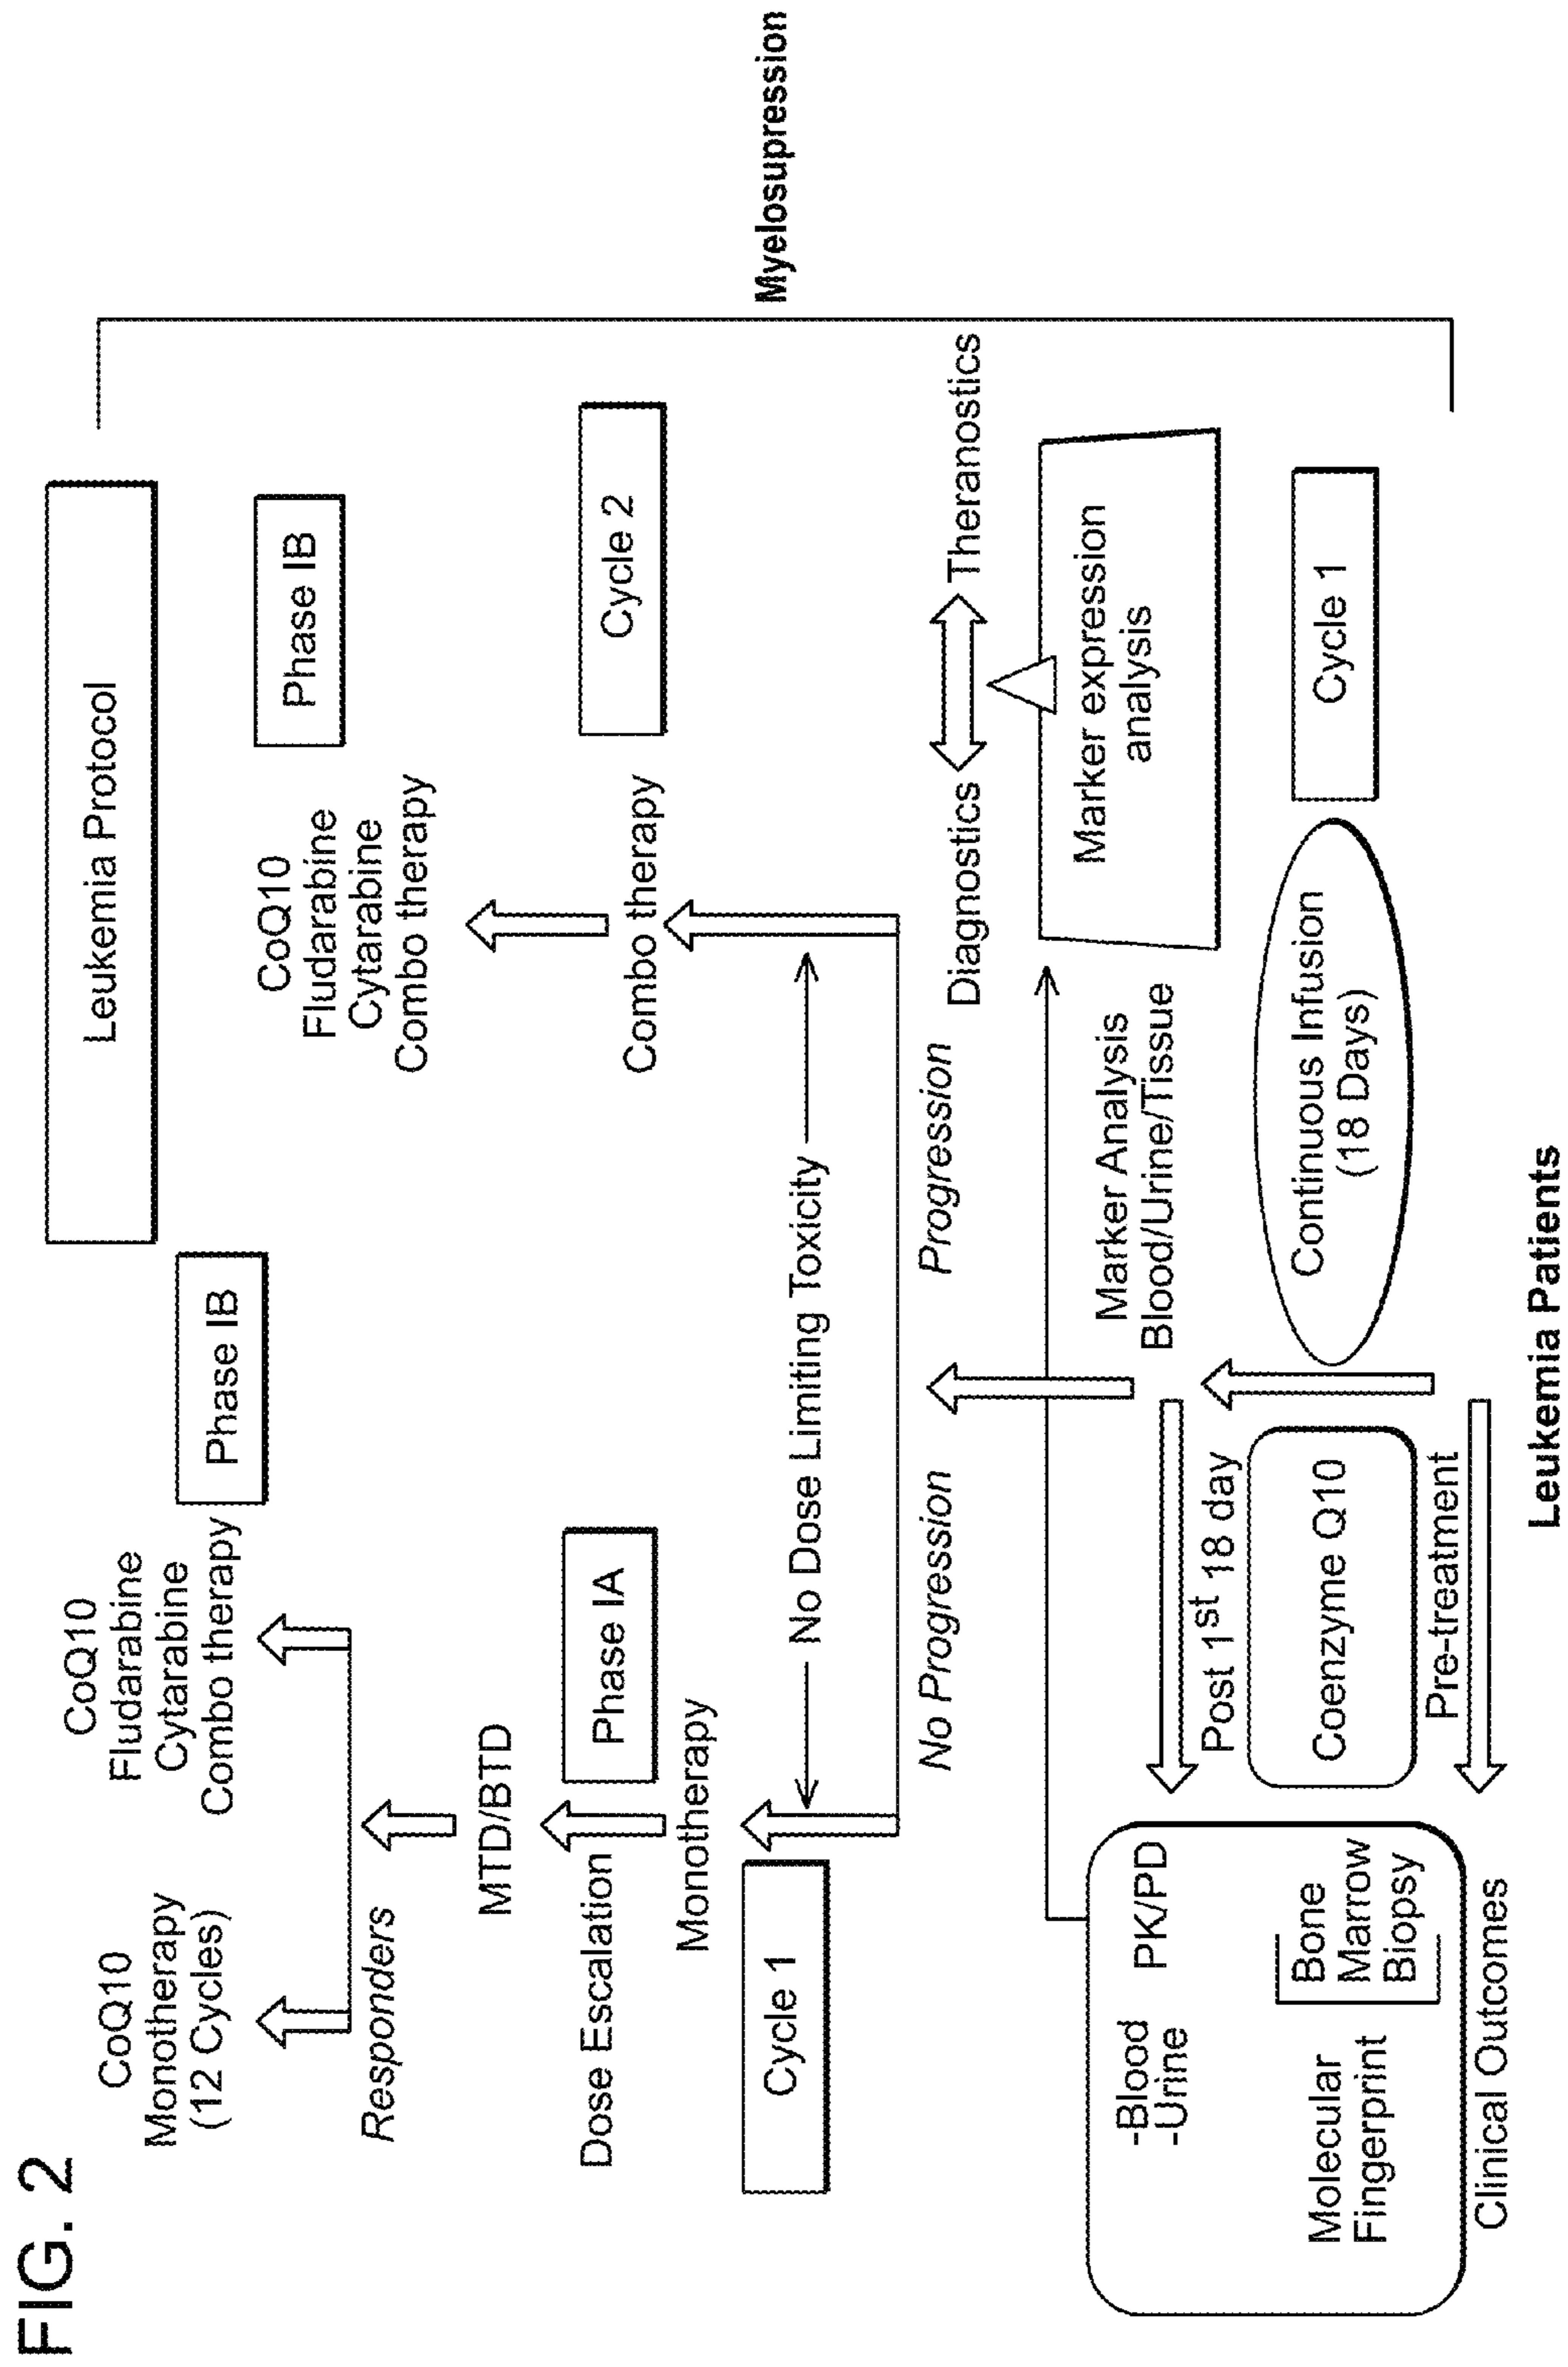 FIG. 2
Leukemia Protocol
CoQ10
Monotherapy
(12 Cycles)
CoQ10
Fludarabine
Cytarabine
Combo therapy
Phase IB
CoQ10
Fludarabine
Cytarabine
Combo therapy
Phase IB
Responders
MTD/BTD
Dose Escalation
Phase IA
Monotherapy
Combo therapy
Cycle 2
Cycle 1
No Dose Limiting Toxicity
Myelosupression
No Progression
Progression
Diagnostics
Theranostics
Marker expression
analysis
Marker Analysis
Blood/Urine/Tissue
-Blood
-Urine
PK/PD
Molecular
Fingerprint
Bone
Marrow
Biopsy
Clinical Outcomes
Post 1st 18 day
Coenzyme Q10
Pre-treatment
Continuous Infusion
(18 Days)
Cycle 1
Leukemia Patients